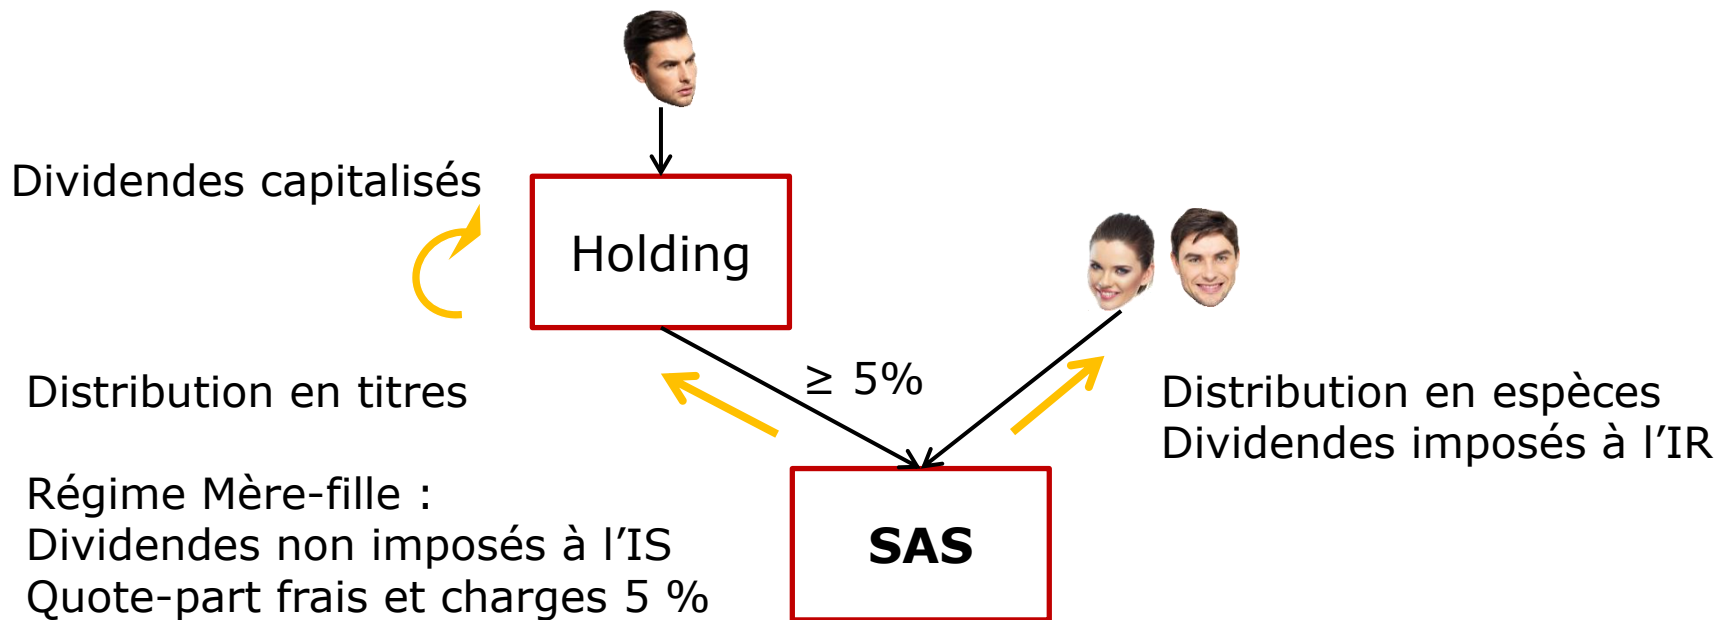 Dividendes capitalisés
Holding
≥ 5%
Distribution en titres
Distribution en espèces
Dividendes imposés à l’IR
Régime Mère-fille :
Dividendes non imposés à l’IS
Quote-part frais et charges 5 %
SAS